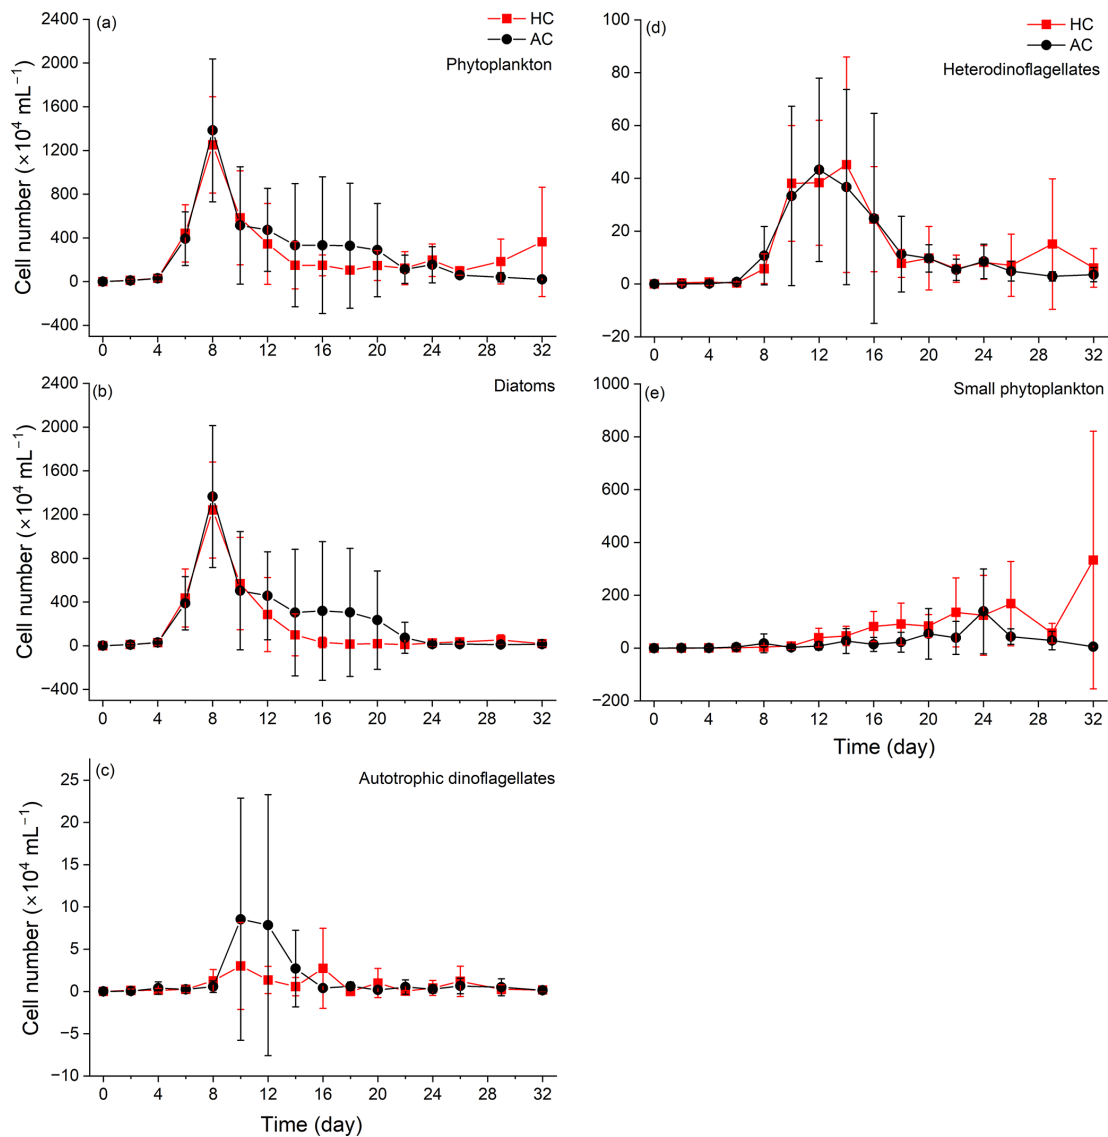 (a)
HC
AC
Phytoplankton
2400
2000
1600
1200
800
400
0
−400
Cell number (×10⁴ mL⁻¹)
0 4 8 12 16 20 24 28 32
(b)
Diatoms
2400
2000
1600
1200
800
400
0
−400
Cell number (×10⁴ mL⁻¹)
0 4 8 12 16 20 24 28 32
(c)
Autotrophic dinoflagellates
25
20
15
10
5
0
−5
−10
Cell number (×10⁴ mL⁻¹)
0 4 8 12 16 20 24 28 32
Time (day)
(d)
HC
AC
Heterodinoflagellates
100
80
60
40
20
0
−20
0 4 8 12 16 20 24 28 32
(e)
Small phytoplankton
1000
800
600
400
200
0
−200
0 4 8 12 16 20 24 28 32
Time (day)